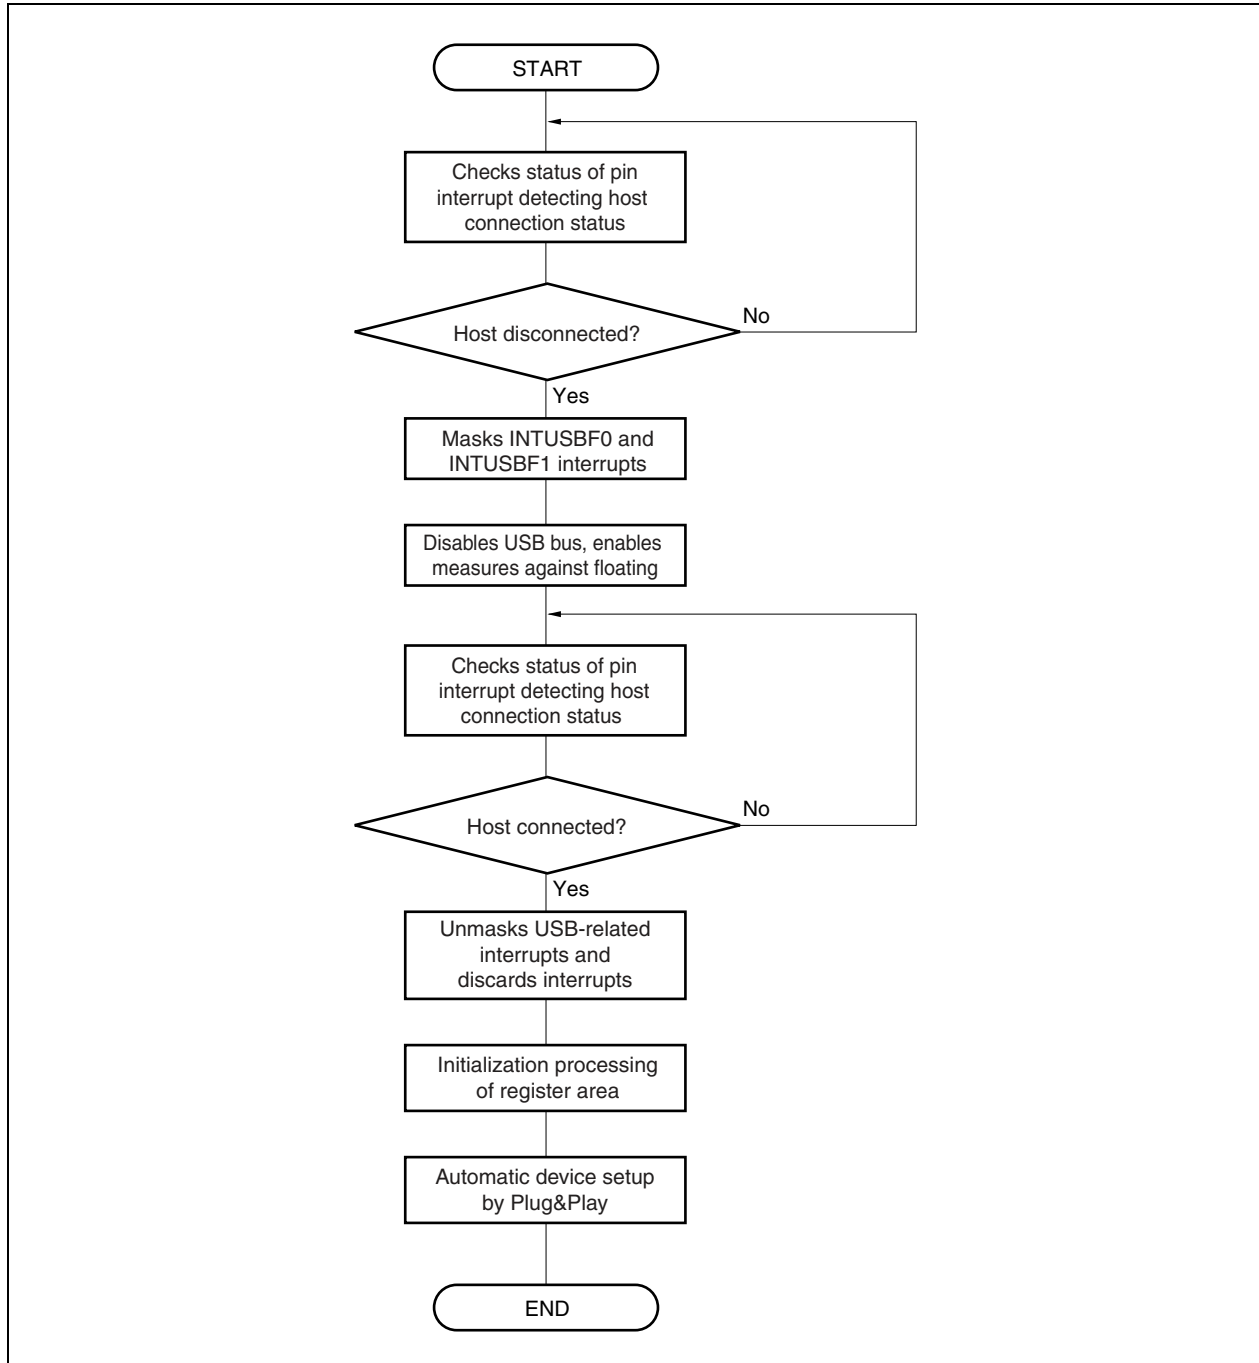 START
Checks status of pin
interrupt detecting host
connection status
Host disconnected?
No
Yes
Masks INTUSBF0 and
INTUSBF1 interrupts
Disables USB bus, enables
measures against floating
Checks status of pin
interrupt detecting host
connection status
Host connected?
No
Yes
Unmasks USB-related
interrupts and
discards interrupts
Initialization processing
of register area
Automatic device setup
by Plug&Play
END